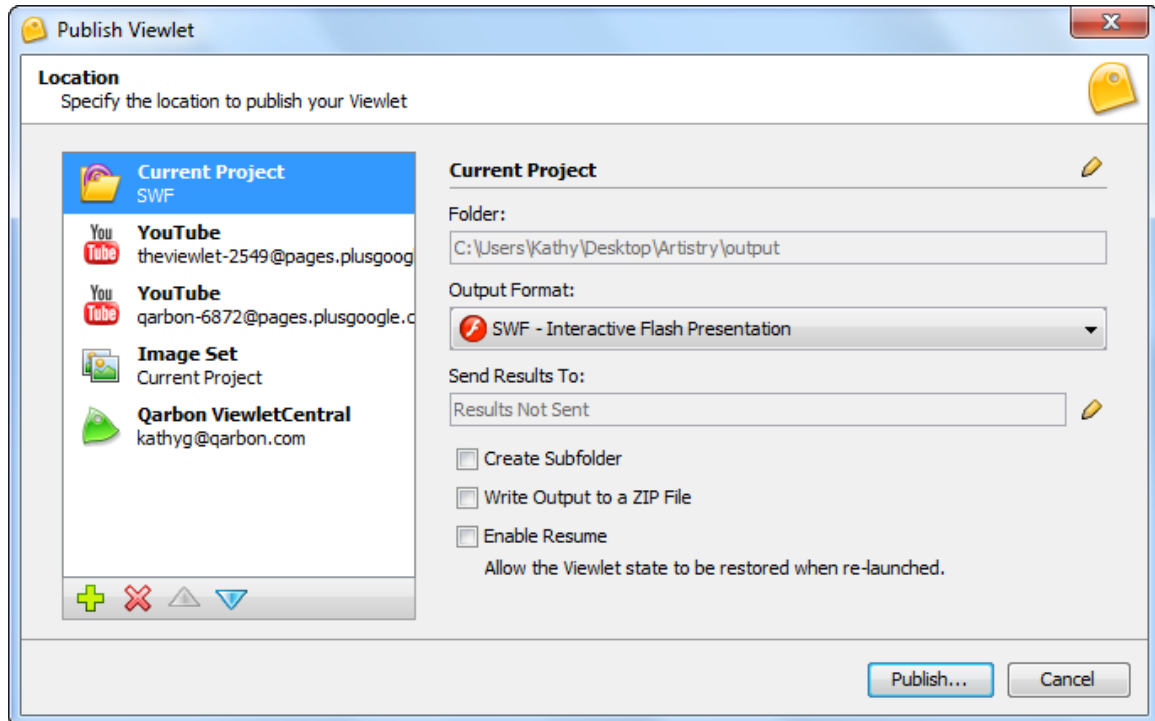 Publish Viewlet
Location
Specify the location to publish your Viewlet
Current Project
SWF
You Tube
YouTube
theviewlet-2549@pages.plusgoogl
You Tube
YouTube
qarbon-6872@pages.plusgoogle.c
Image Set
Current Project
Qarbon ViewletCentral
kathyg@qarbon.com
Current Project
Folder:
C:\Users\Kathy\Desktop\Artistry\output
Output Format:
SWF - Interactive Flash Presentation
Send Results To:
Results Not Sent
Create Subfolder
Write Output to a ZIP File
Enable Resume
Allow the Viewlet state to be restored when re-launched.
Publish...
Cancel